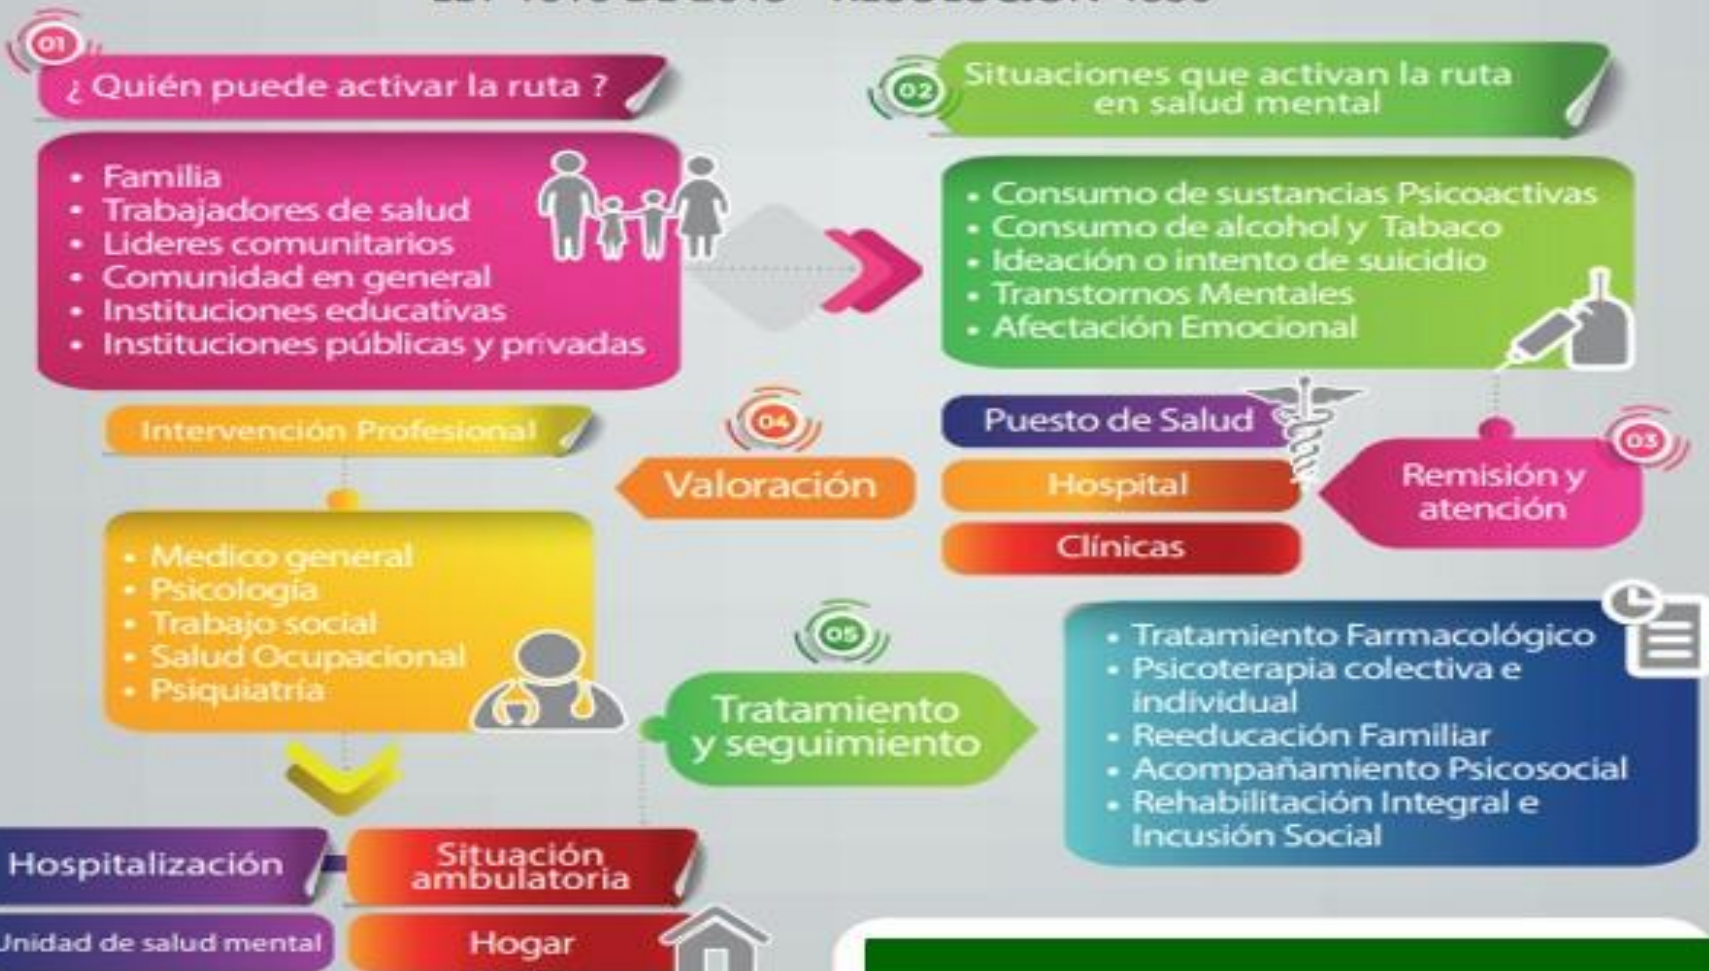 01
¿ Quién puede activar la ruta ?
• Familia
• Trabajadores de salud
• Lideres comunitarios
• Comunidad en general
• Instituciones educativas
• Instituciones públicas y privadas
02
Situaciones que activan la ruta
en salud mental
• Consumo de sustancias Psicoactivas
• Consumo de alcohol y Tabaco
• Ideación o intento de suicidio
• Transtornos Mentales
• Afectación Emocional
03
Remisión y
atención
Puesto de Salud
Hospital
Clínicas
04
Valoración
Intervención Profesional
• Medico general
• Psicología
• Trabajo social
• Salud Ocupacional
• Psiquiatría
Hospitalización
Unidad de salud mental
Situación
ambulatoria
Hogar
05
Tratamiento
y seguimiento
• Tratamiento Farmacológico
• Psicoterapia colectiva e
individual
• Reeducación Familiar
• Acompañamiento Psicosocial
• Rehabilitación Integral e
Incusión Social